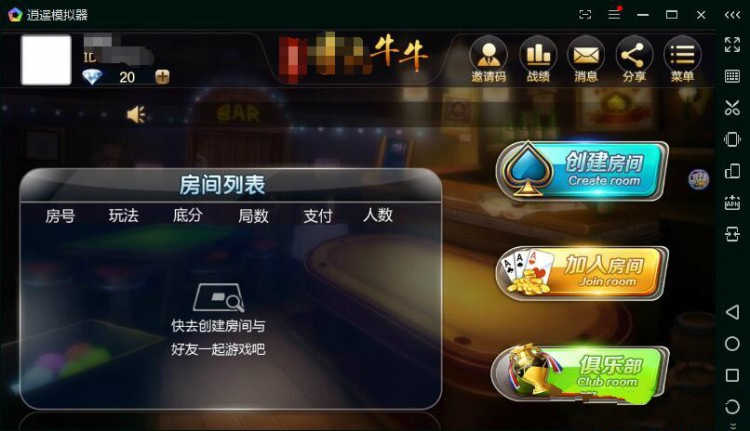 逍遥模拟器
ID
20
牛牛
邀请码
战绩
消息
分享
菜单
BAR
房间列表
房号 玩法 底分 局数 支付 人数
快去创建房间与
好友一起游戏吧
创建房间
Create room
加入房间
Join room
俱乐部
Club room
APK